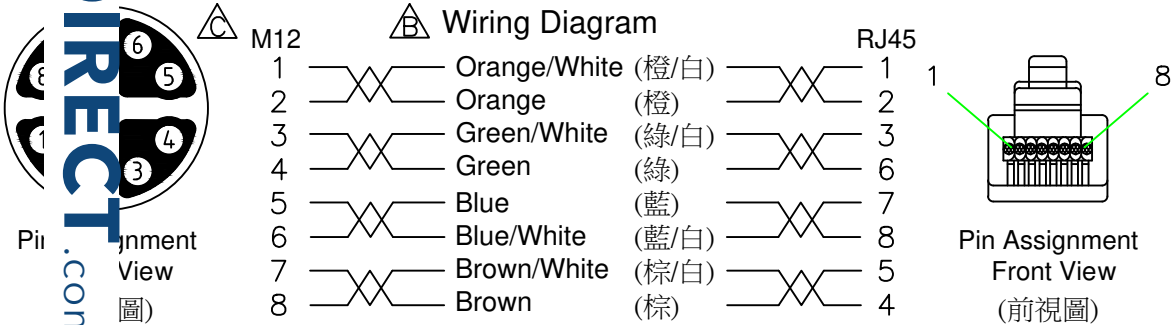 DIRECT.com
C
M12
B Wiring Diagram
RJ45
1 Orange/White (橙/白) 1
2 Orange (橙) 2
3 Green/White (綠/白) 3
4 Green (綠) 6
5 Blue (藍) 7
6 Blue/White (藍/白) 8
7 Brown/White (棕/白) 5
8 Brown (棕) 4
6
5
4
3
View
圖)
1 8
Pin Assignment
Front View
(前視圖)